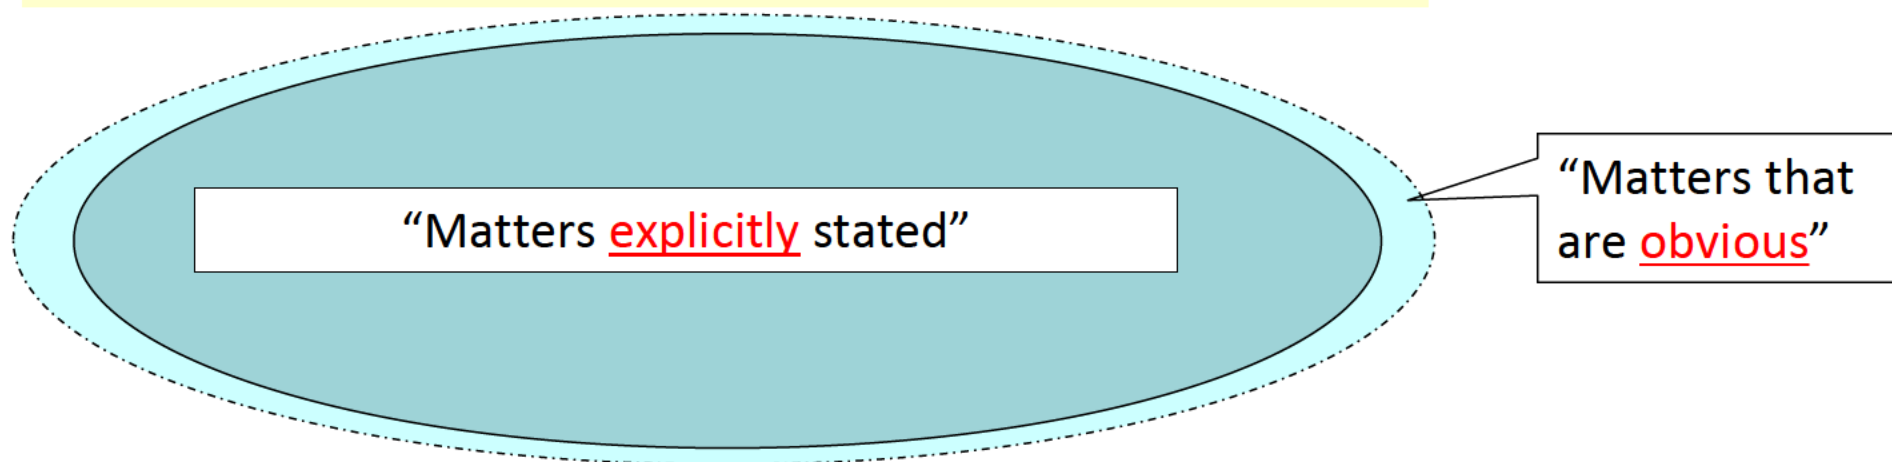 “Matters explicitly stated”
“Matters that
are obvious”